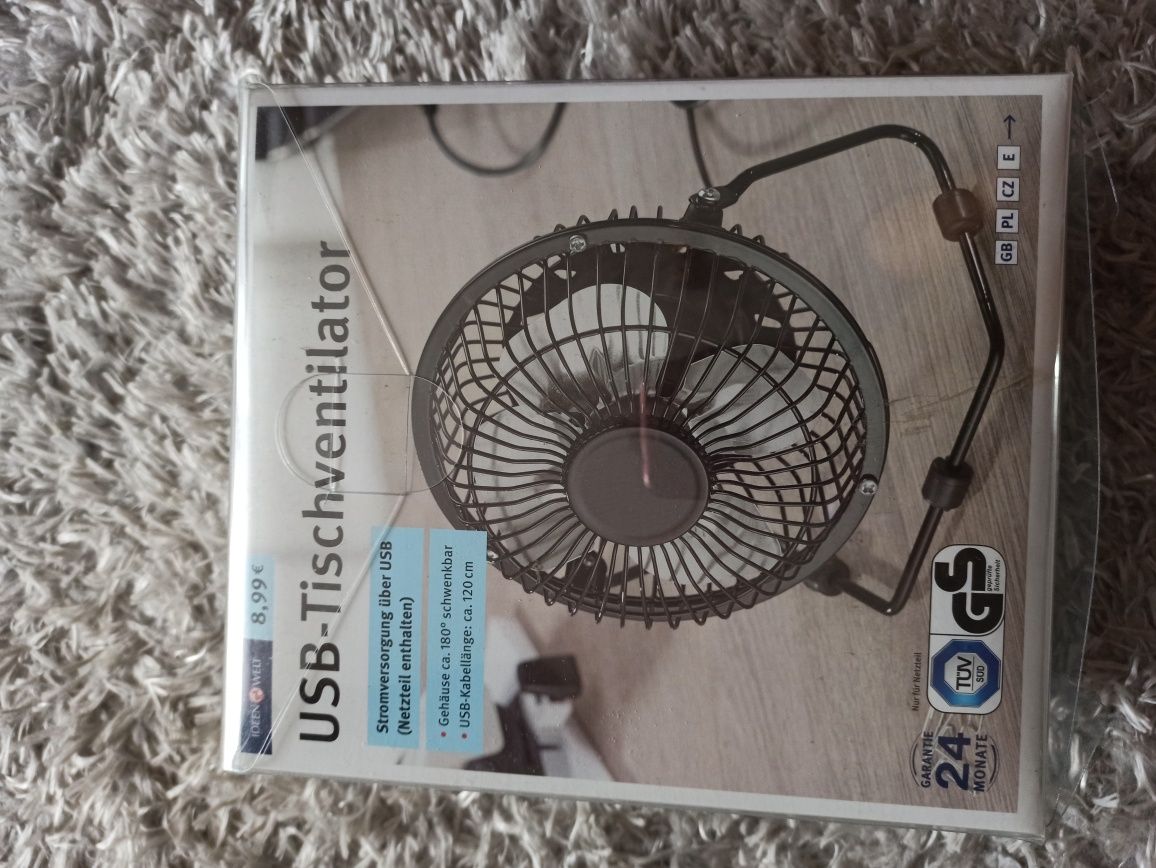 IDEEN WELT
8,99 €
USB-Tischventilator
Stromversorgung über USB
(Netzteil enthalten)
• Gehäuse ca. 180° schwenkbar
• USB-Kabellänge: ca. 120 cm
GARANTIE
24
MONATE
Nur für Netzteil
TÜV
SÜD
GS
geprüfte
Sicherheit
GB PL CZ E →